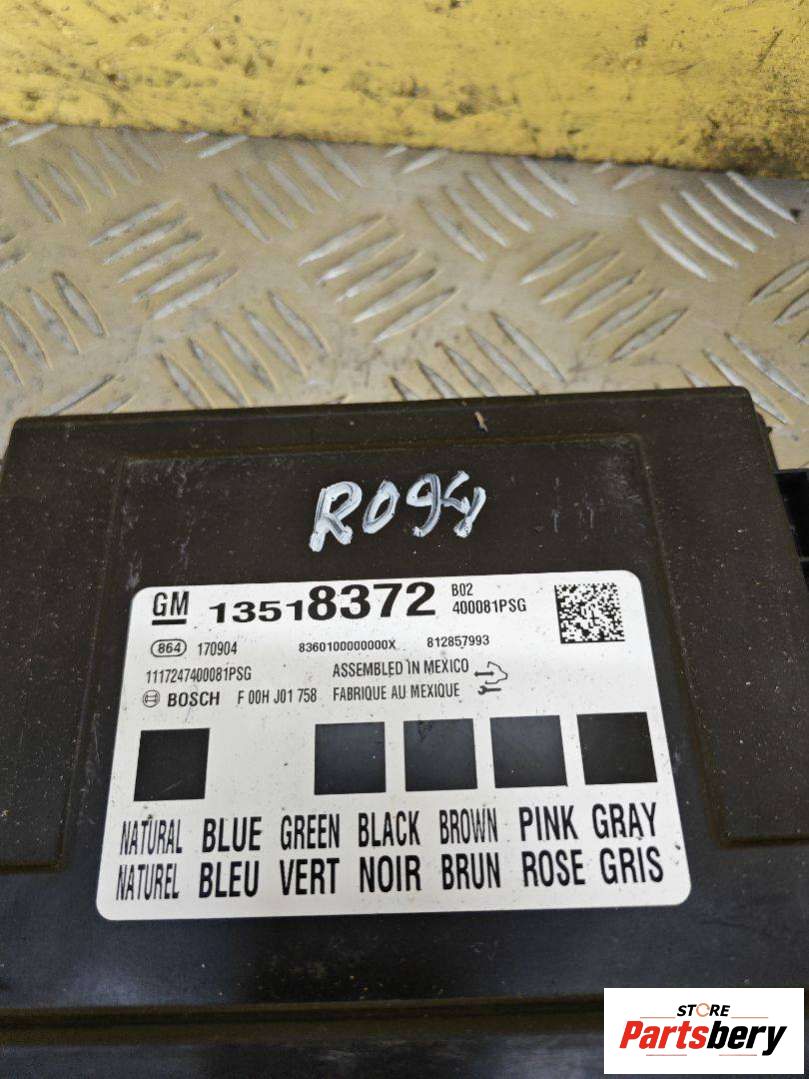 R094
GM 13518372 B02
400081PSG
864 170904 8360100000000X 812857993
1117247400081PSG ASSEMBLED IN MEXICO
BOSCH F 00H J01 758 FABRIQUE AU MEXIQUE
NATURAL BLUE GREEN BLACK BROWN PINK GRAY
NATUREL BLEU VERT NOIR BRUN ROSE GRIS
STORE
Partsbery